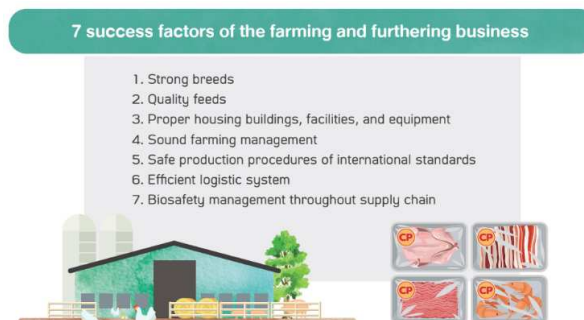 7 success factors of the farming and furthering business
1. Strong breeds
2. Quality feeds
3. Proper housing buildings, facilities, and equipment
4. Sound farming management
5. Safe production procedures of international standards
6. Efficient logistic system
7. Biosafety management throughout supply chain
CP
CP
CP
CP